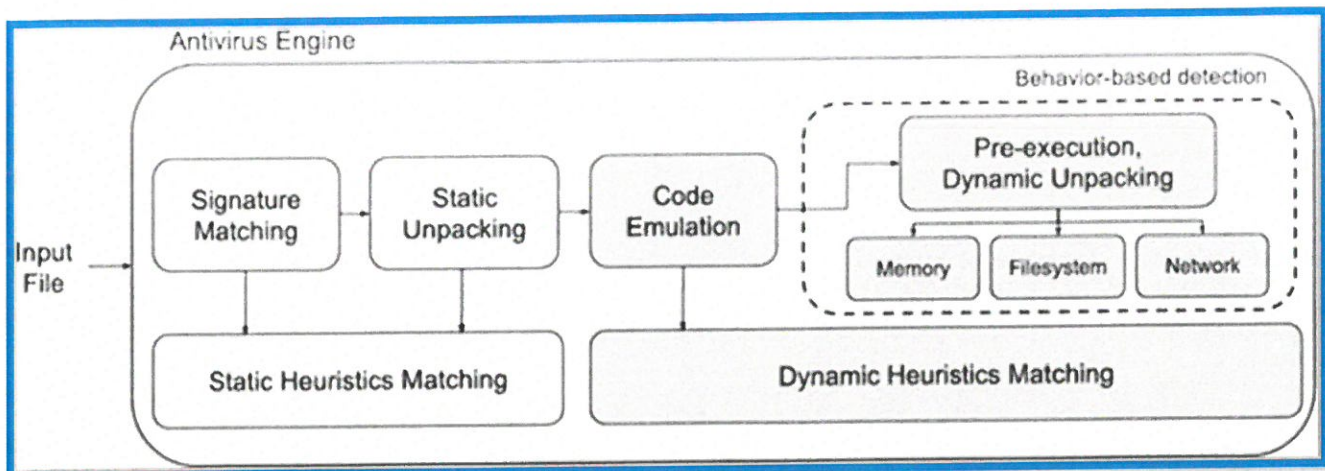 Antivirus Engine
Behavior-based detection
Pre-execution,
Dynamic Unpacking
Signature
Matching
Static
Unpacking
Code
Emulation
Memory
Filesystem
Network
Input
File
Static Heuristics Matching
Dynamic Heuristics Matching